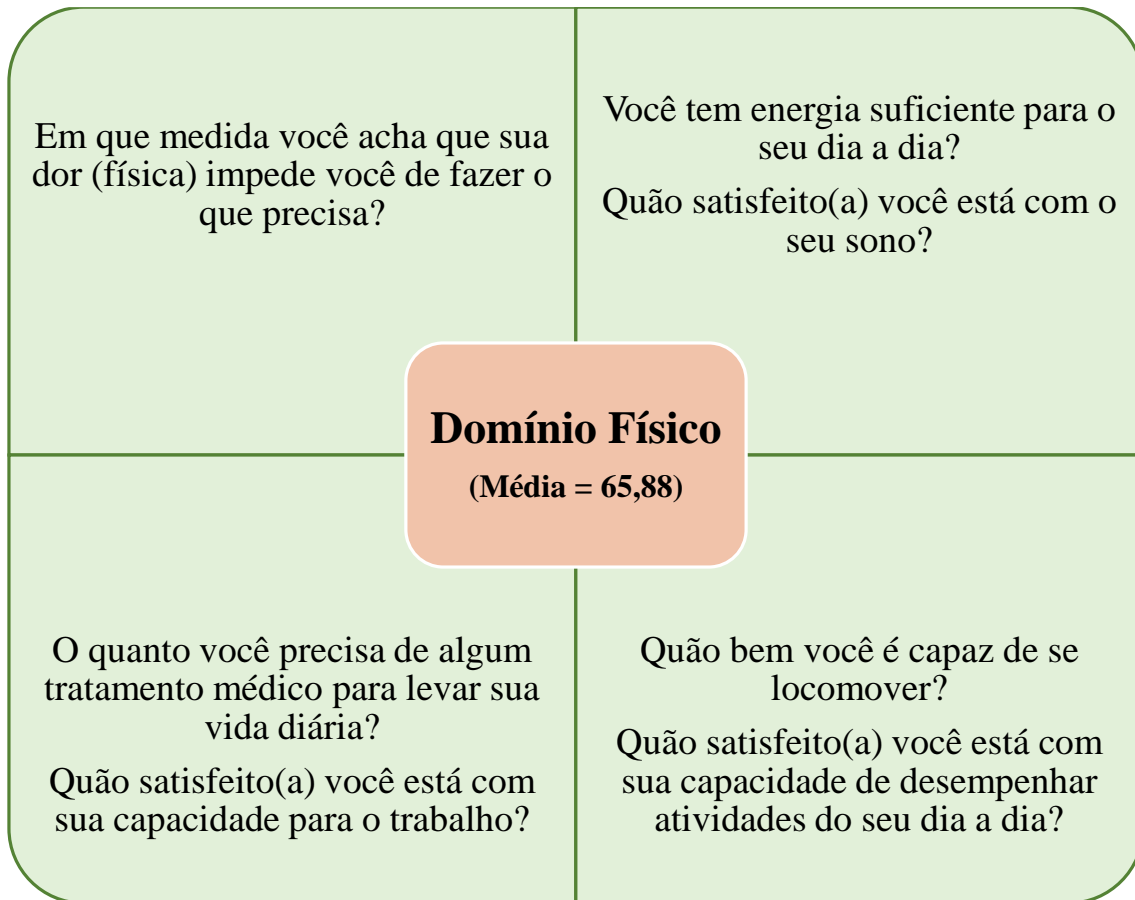 Em que medida você acha que sua
dor (física) impede você de fazer o
que precisa?
Você tem energia suficiente para o
seu dia a dia?
Quão satisfeito(a) você está com o
seu sono?
Domínio Físico
(Média = 65,88)
O quanto você precisa de algum
tratamento médico para levar sua
vida diária?
Quão satisfeito(a) você está com
sua capacidade para o trabalho?
Quão bem você é capaz de se
locomover?
Quão satisfeito(a) você está com
sua capacidade de desempenhar
atividades do seu dia a dia?